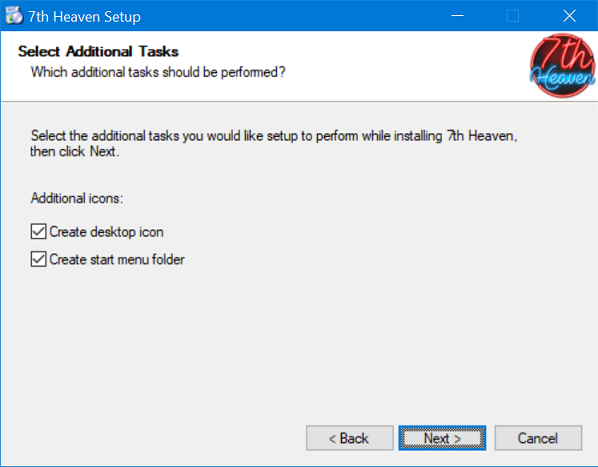 7th Heaven Setup
Select Additional Tasks
Which additional tasks should be performed?
7th
Heaven
Select the additional tasks you would like setup to perform while installing 7th Heaven,
then click Next.
Additional icons:
Create desktop icon
Create start menu folder
< Back
Next >
Cancel